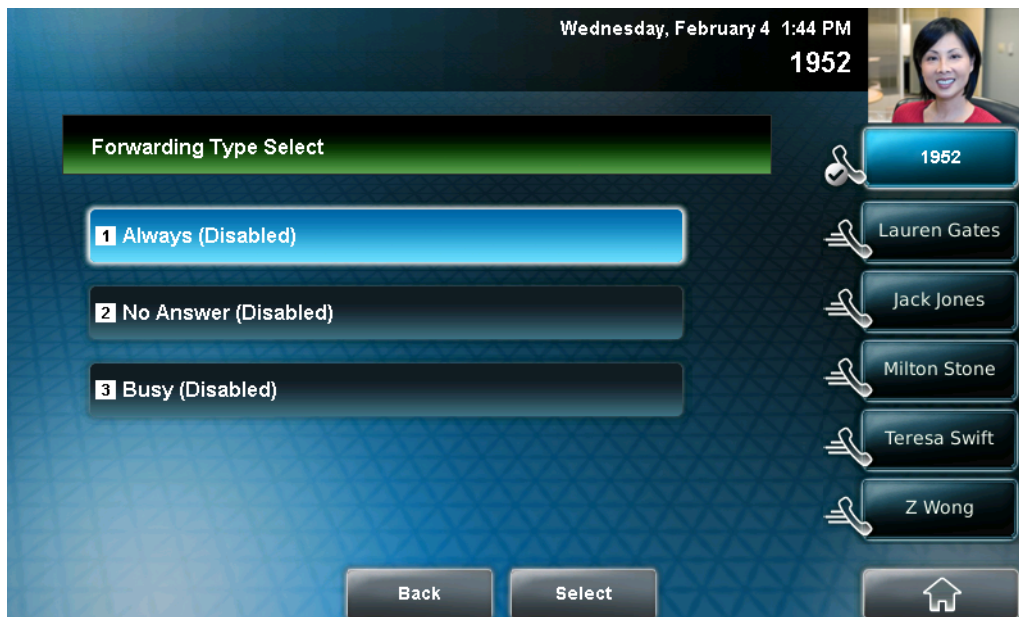 Wednesday, February 4 1:44 PM
1952
Forwarding Type Select
1 Always (Disabled)
2 No Answer (Disabled)
3 Busy (Disabled)
1952
Lauren Gates
Jack Jones
Milton Stone
Teresa Swift
Z Wong
Back
Select